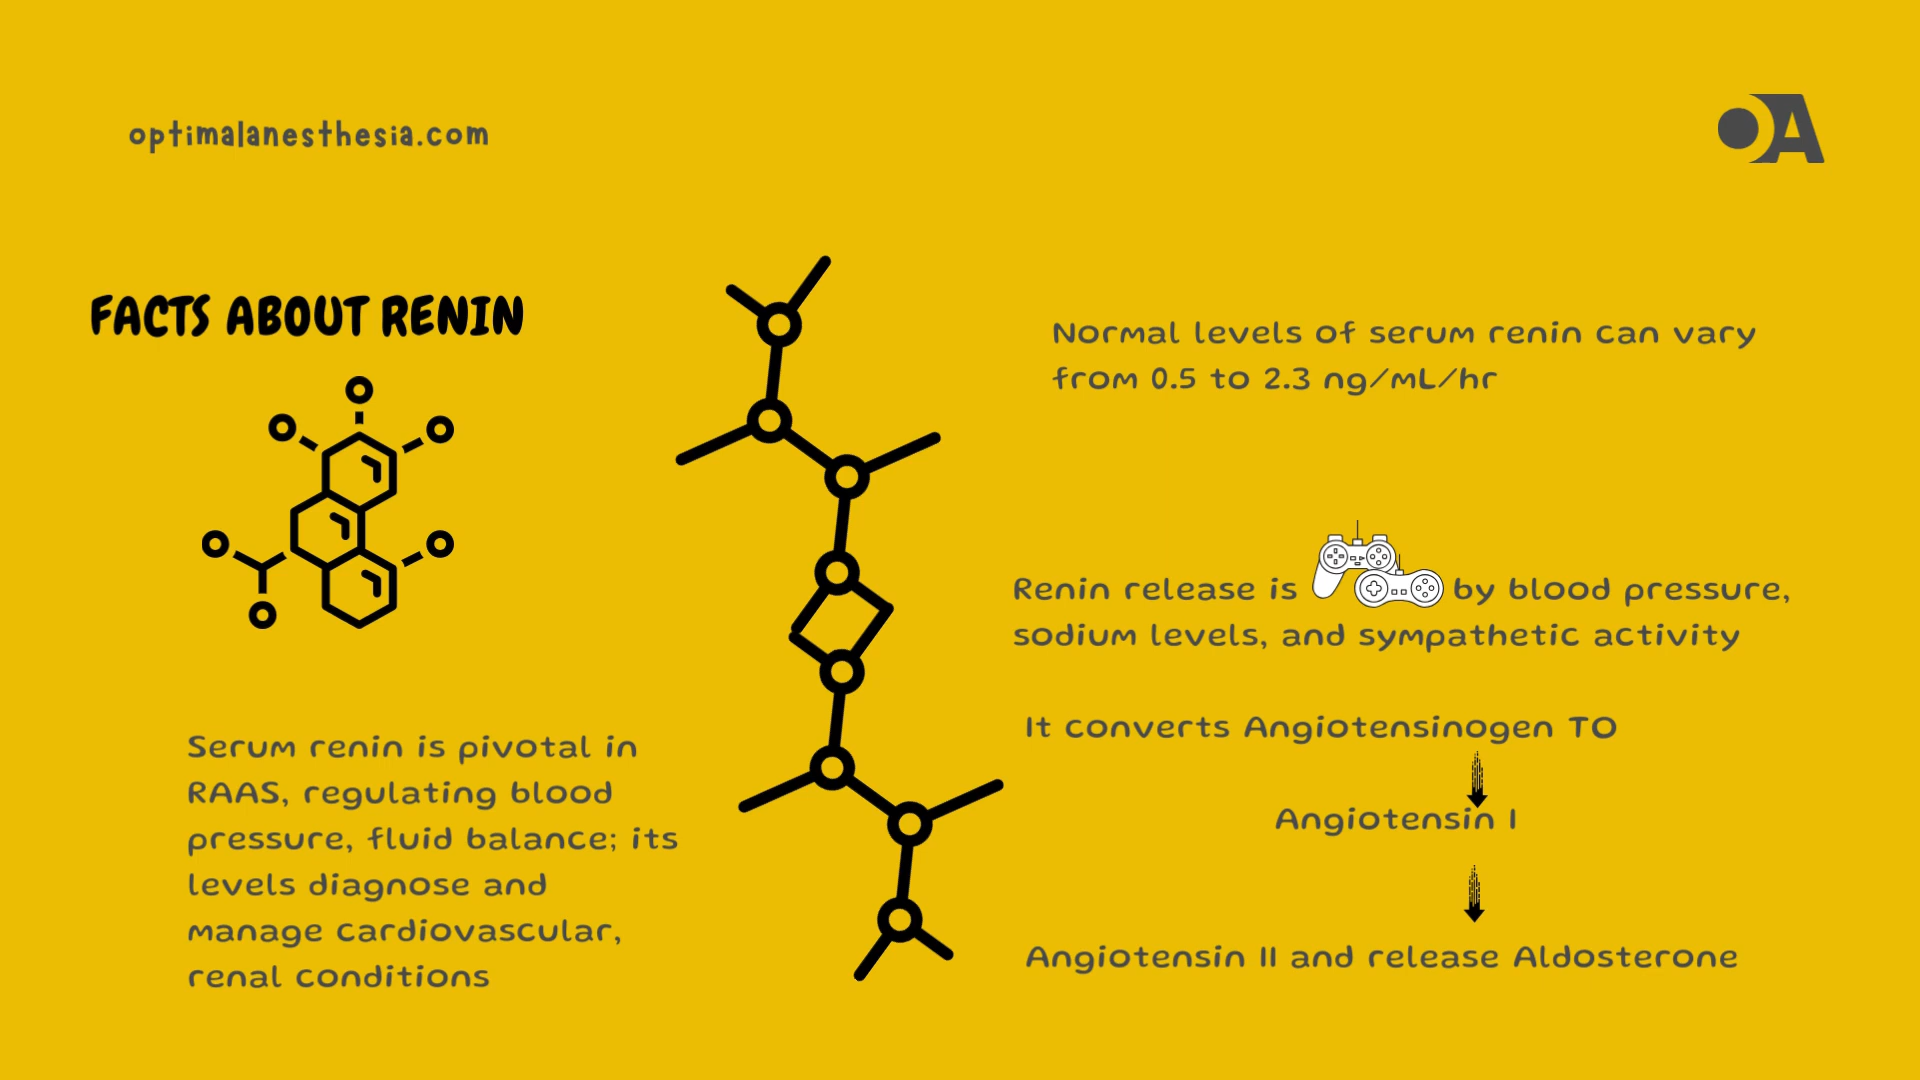 optimalanesthesia.com
OA
FACTS ABOUT RENIN
Serum renin is pivotal in
RAAS, regulating blood
pressure, fluid balance; its
levels diagnose and
manage cardiovascular,
renal conditions
Normal levels of serum renin can vary
from 0.5 to 2.3 ng/mL/hr
Renin release is by blood pressure,
sodium levels, and sympathetic activity
It converts Angiotensinogen TO
Angiotensin I
Angiotensin II and release Aldosterone